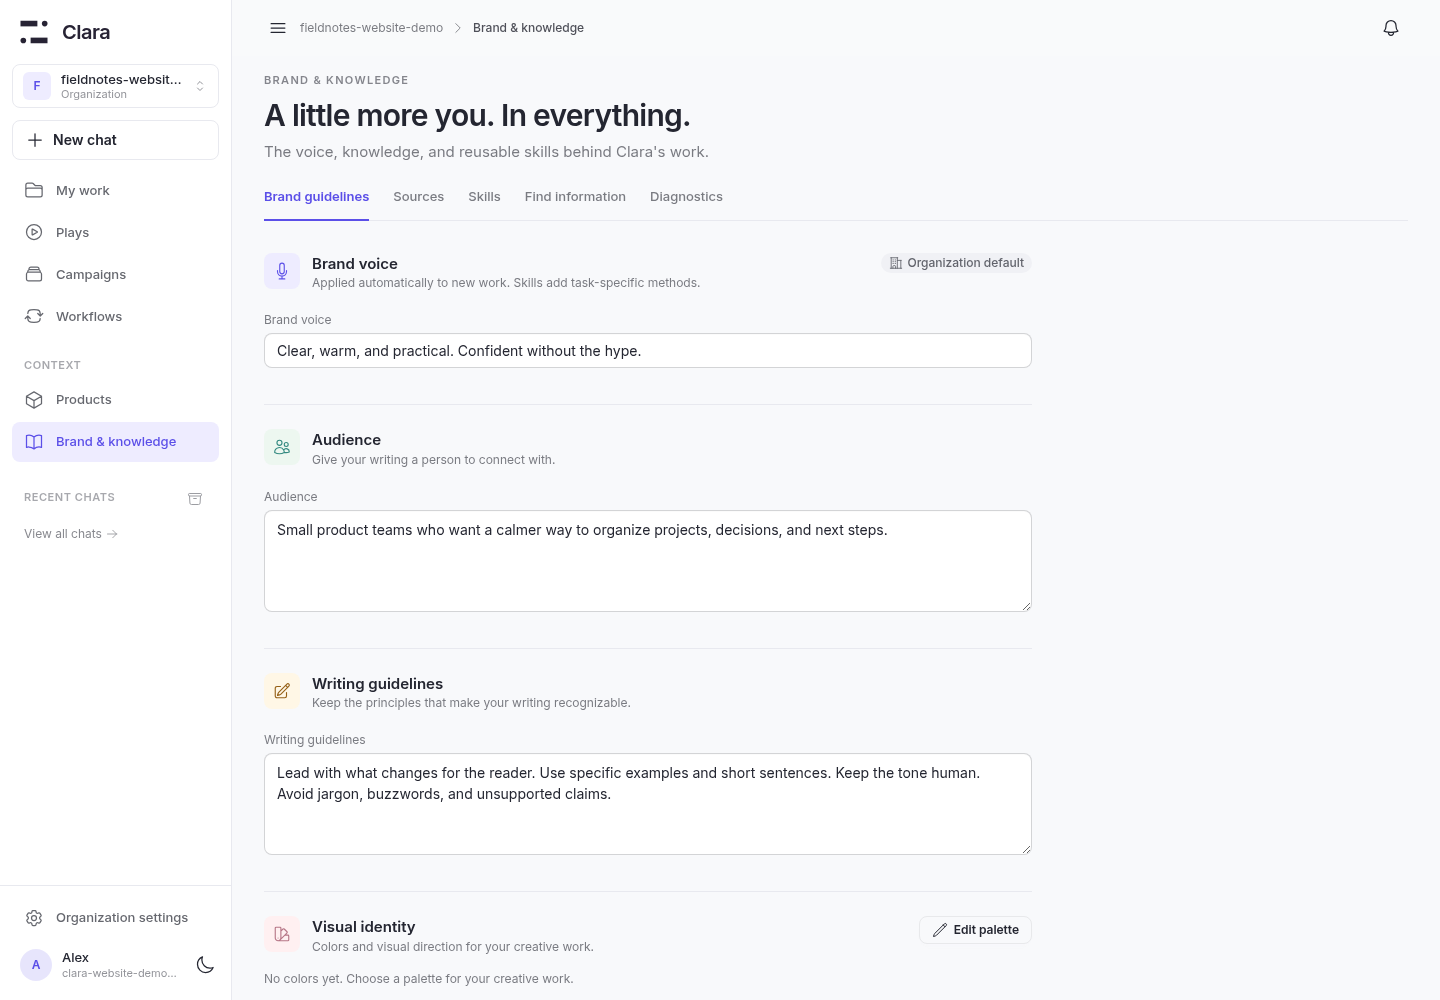 Clara
fieldnotes-website-demo
Brand & knowledge
F
fieldnotes-websit...
Organization
New chat
My work
Plays
Campaigns
Workflows
CONTEXT
Products
Brand & knowledge
RECENT CHATS
View all chats
Organization settings
A
Alex
clara-website-demo...
BRAND & KNOWLEDGE
A little more you. In everything.
The voice, knowledge, and reusable skills behind Clara's work.
Brand guidelines
Sources
Skills
Find information
Diagnostics
Brand voice
Applied automatically to new work. Skills add task-specific methods.
Organization default
Brand voice
Clear, warm, and practical. Confident without the hype.
Audience
Give your writing a person to connect with.
Audience
Small product teams who want a calmer way to organize projects, decisions, and next steps.
Writing guidelines
Keep the principles that make your writing recognizable.
Writing guidelines
Lead with what changes for the reader. Use specific examples and short sentences. Keep the tone human.
Avoid jargon, buzzwords, and unsupported claims.
Visual identity
Colors and visual direction for your creative work.
Edit palette
No colors yet. Choose a palette for your creative work.